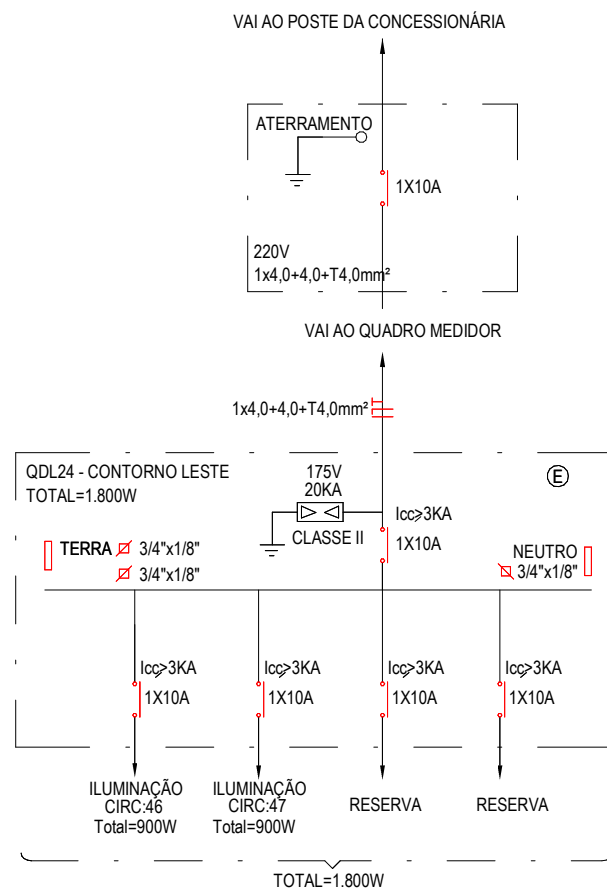 VAI AO POSTE DA CONCESSIONÁRIA
ATERRAMENTO
1X10A
220V
1x4,0+4,0+T4,0mm²
VAI AO QUADRO MEDIDOR
1x4,0+4,0+T4,0mm²
QDL24 - CONTORNO LESTE
TOTAL=1.800W
175V
20KA
CLASSE II
E
Icc≥3KA
1X10A
TERRA
3/4"x1/8"
3/4"x1/8"
NEUTRO
3/4"x1/8"
Icc≥3KA
1X10A
Icc≥3KA
1X10A
Icc≥3KA
1X10A
Icc≥3KA
1X10A
ILUMINAÇÃO
CIRC:46
Total=900W
ILUMINAÇÃO
CIRC:47
Total=900W
RESERVA
RESERVA
TOTAL=1.800W